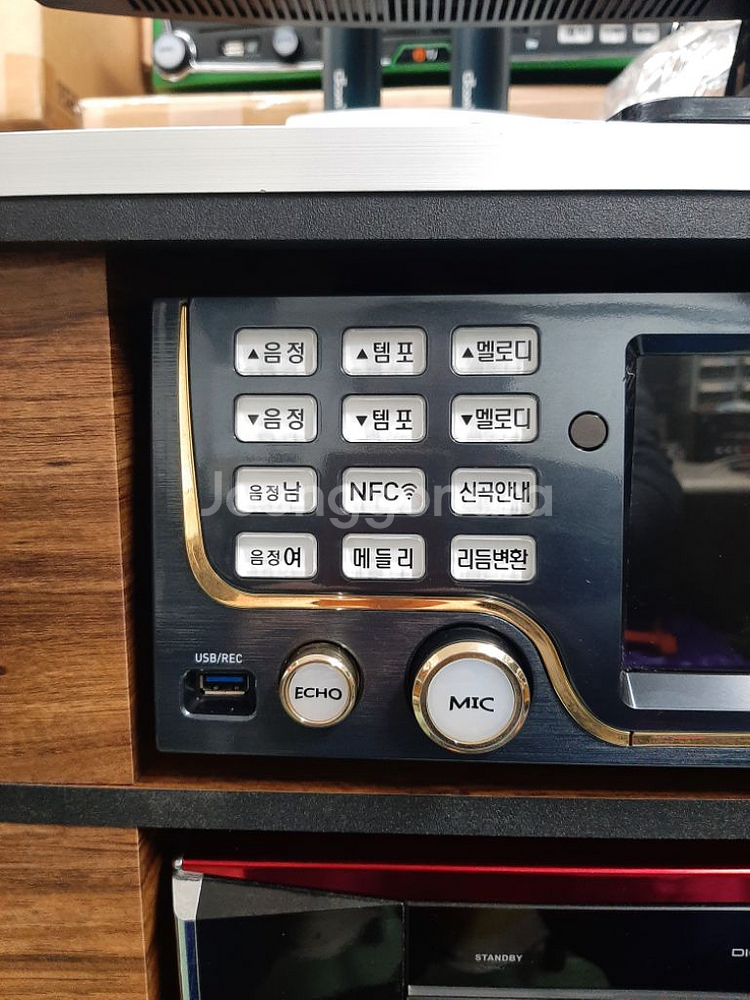 ▲음정 ▲템포 ▲멜로디
▼음정 ▼템포 ▼멜로디
음정남 NFC 신곡안내
Joonggonara
음정여 메들리 리듬변환
USB/REC
ECHO
MIC
STANDBY